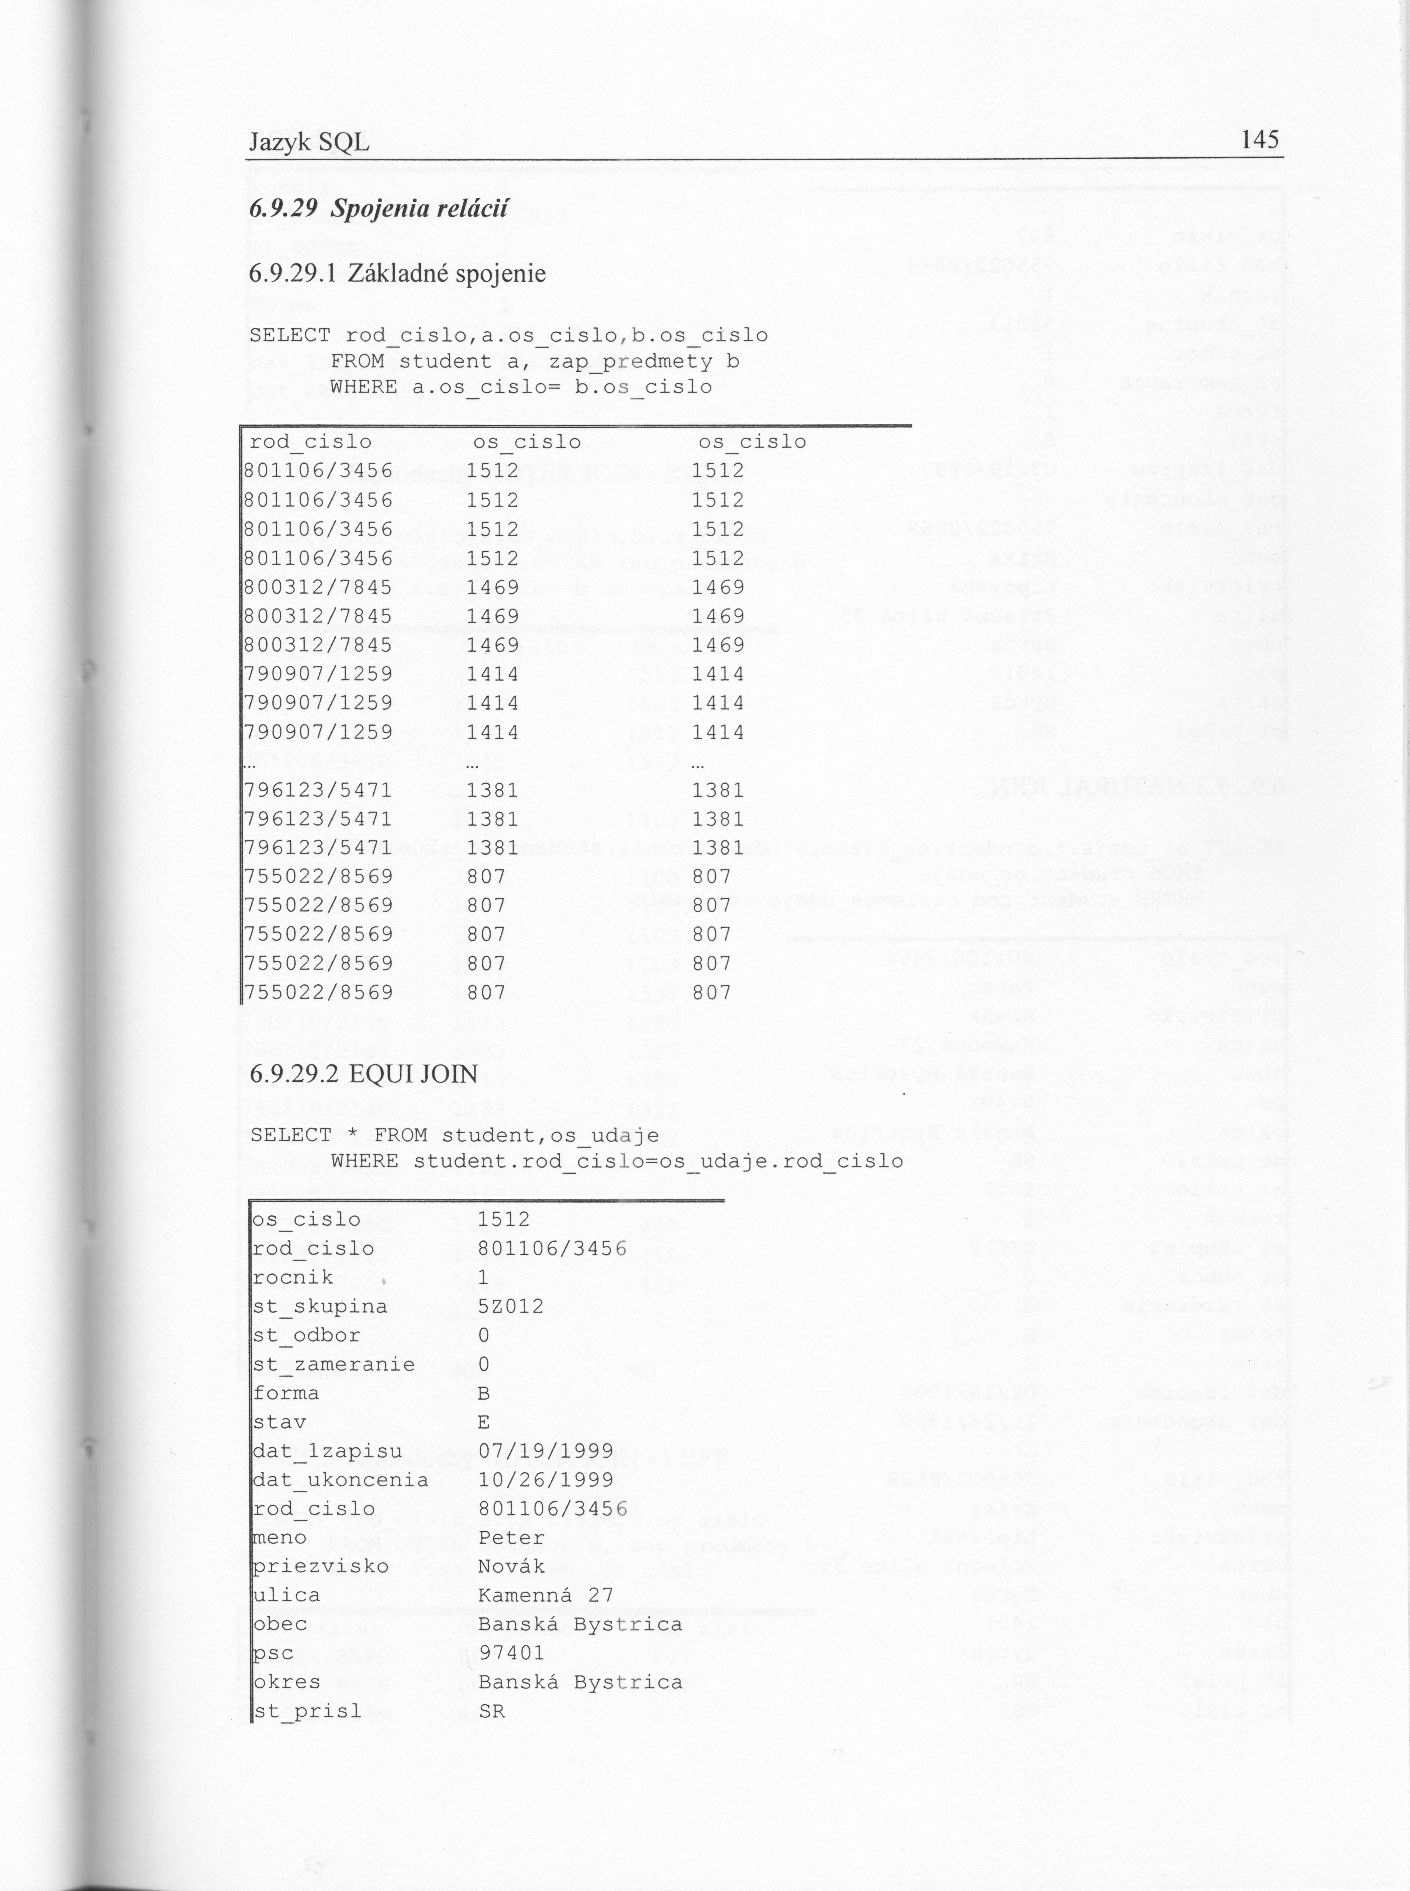 Jazyk SQL 145
6.9.29 Spojenia relácií
6.9.29.1 Základné spojenie
SELECT rod_cislo,a.os_cislo,b.os_cislo
FROM student a, zap_predmety b
WHERE a.os_cislo= b.os_cislo
rod_cislo os_cislo os_cislo
801106/3456 1512 1512
801106/3456 1512 1512
801106/3456 1512 1512
801106/3456 1512 1512
800312/7845 1469 1469
800312/7845 1469 1469
800312/7845 1469 1469
790907/1259 1414 1414
790907/1259 1414 1414
790907/1259 1414 1414
… … …
796123/5471 1381 1381
796123/5471 1381 1381
796123/5471 1381 1381
755022/8569 807 807
755022/8569 807 807
755022/8569 807 807
755022/8569 807 807
755022/8569 807 807
6.9.29.2 EQUI JOIN
SELECT * FROM student,os_udaje
WHERE student.rod_cislo=os_udaje.rod_cislo
os_cislo 1512
rod_cislo 801106/3456
rocnik 1
st_skupina 5Z012
st_odbor 0
st_zameranie 0
forma B
stav E
dat_1zapisu 07/19/1999
dat_ukoncenia 10/26/1999
rod_cislo 801106/3456
meno Peter
priezvisko Novák
ulica Kamenná 27
obec Banská Bystrica
psc 97401
okres Banská Bystrica
st_prisl SR